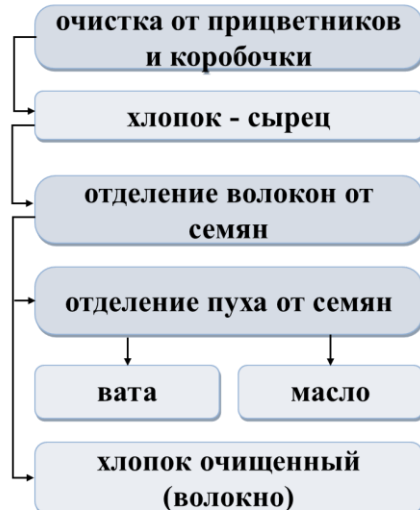 очистка от прицветников
и коробочки
хлопок - сырец
отделение волокон от
семян
отделение пуха от семян
вата
масло
хлопок очищенный
(волокно)